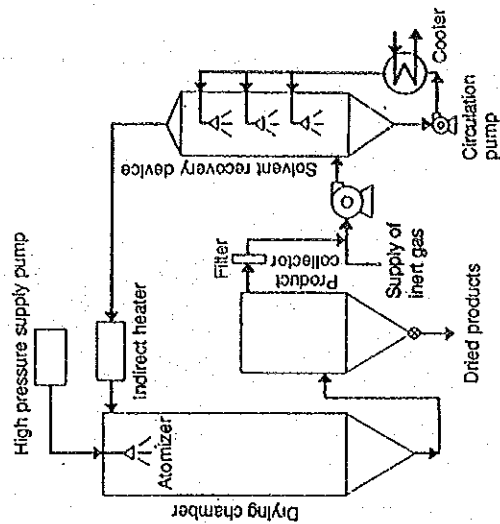 High pressure supply pump
Indirect heater
Atomizer
Drying chamber
Solvent recovery device
Filter
Product
collector
Supply of
inert gas
Dried products
Cooter
Circulation
pump